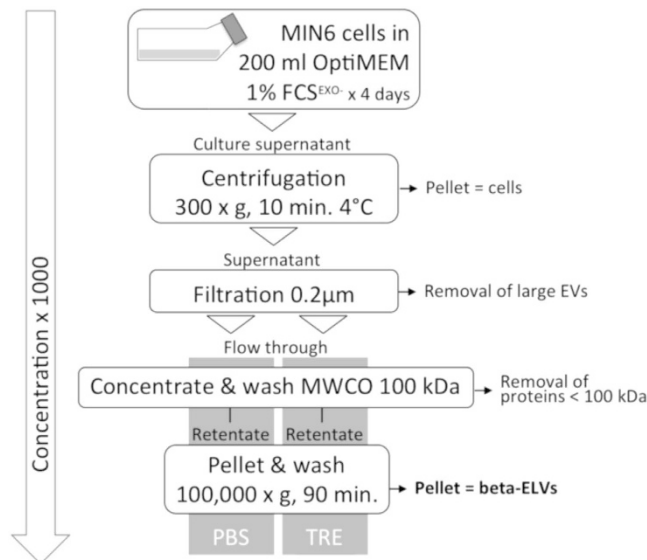 MIN6 cells in
200 ml OptiMEM
1% FCSᴱˣᴼ⁻ x 4 days
Culture supernatant
Centrifugation
300 x g, 10 min. 4°C
Pellet = cells
Supernatant
Filtration 0.2µm
Removal of large EVs
Flow through
Concentrate & wash MWCO 100 kDa
Removal of
proteins < 100 kDa
Retentate Retentate
Pellet & wash
100,000 x g, 90 min.
Pellet = beta-ELVs
PBS TRE
Concentration x 1000